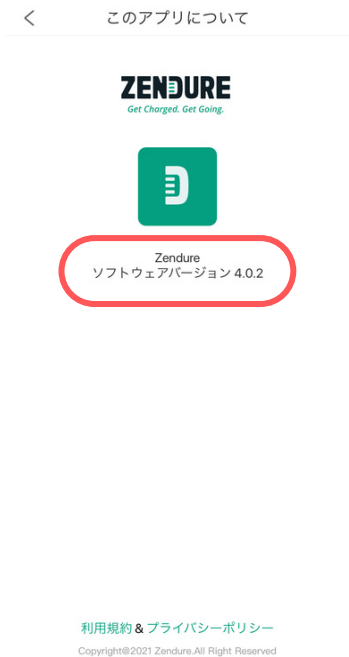 このアプリについて
ZENDURE
Get Charged. Get Going.
Zendure
ソフトウェアバージョン 4.0.2
利用規約 & プライバシーポリシー
Copyright@2021 Zendure.All Right Reserved